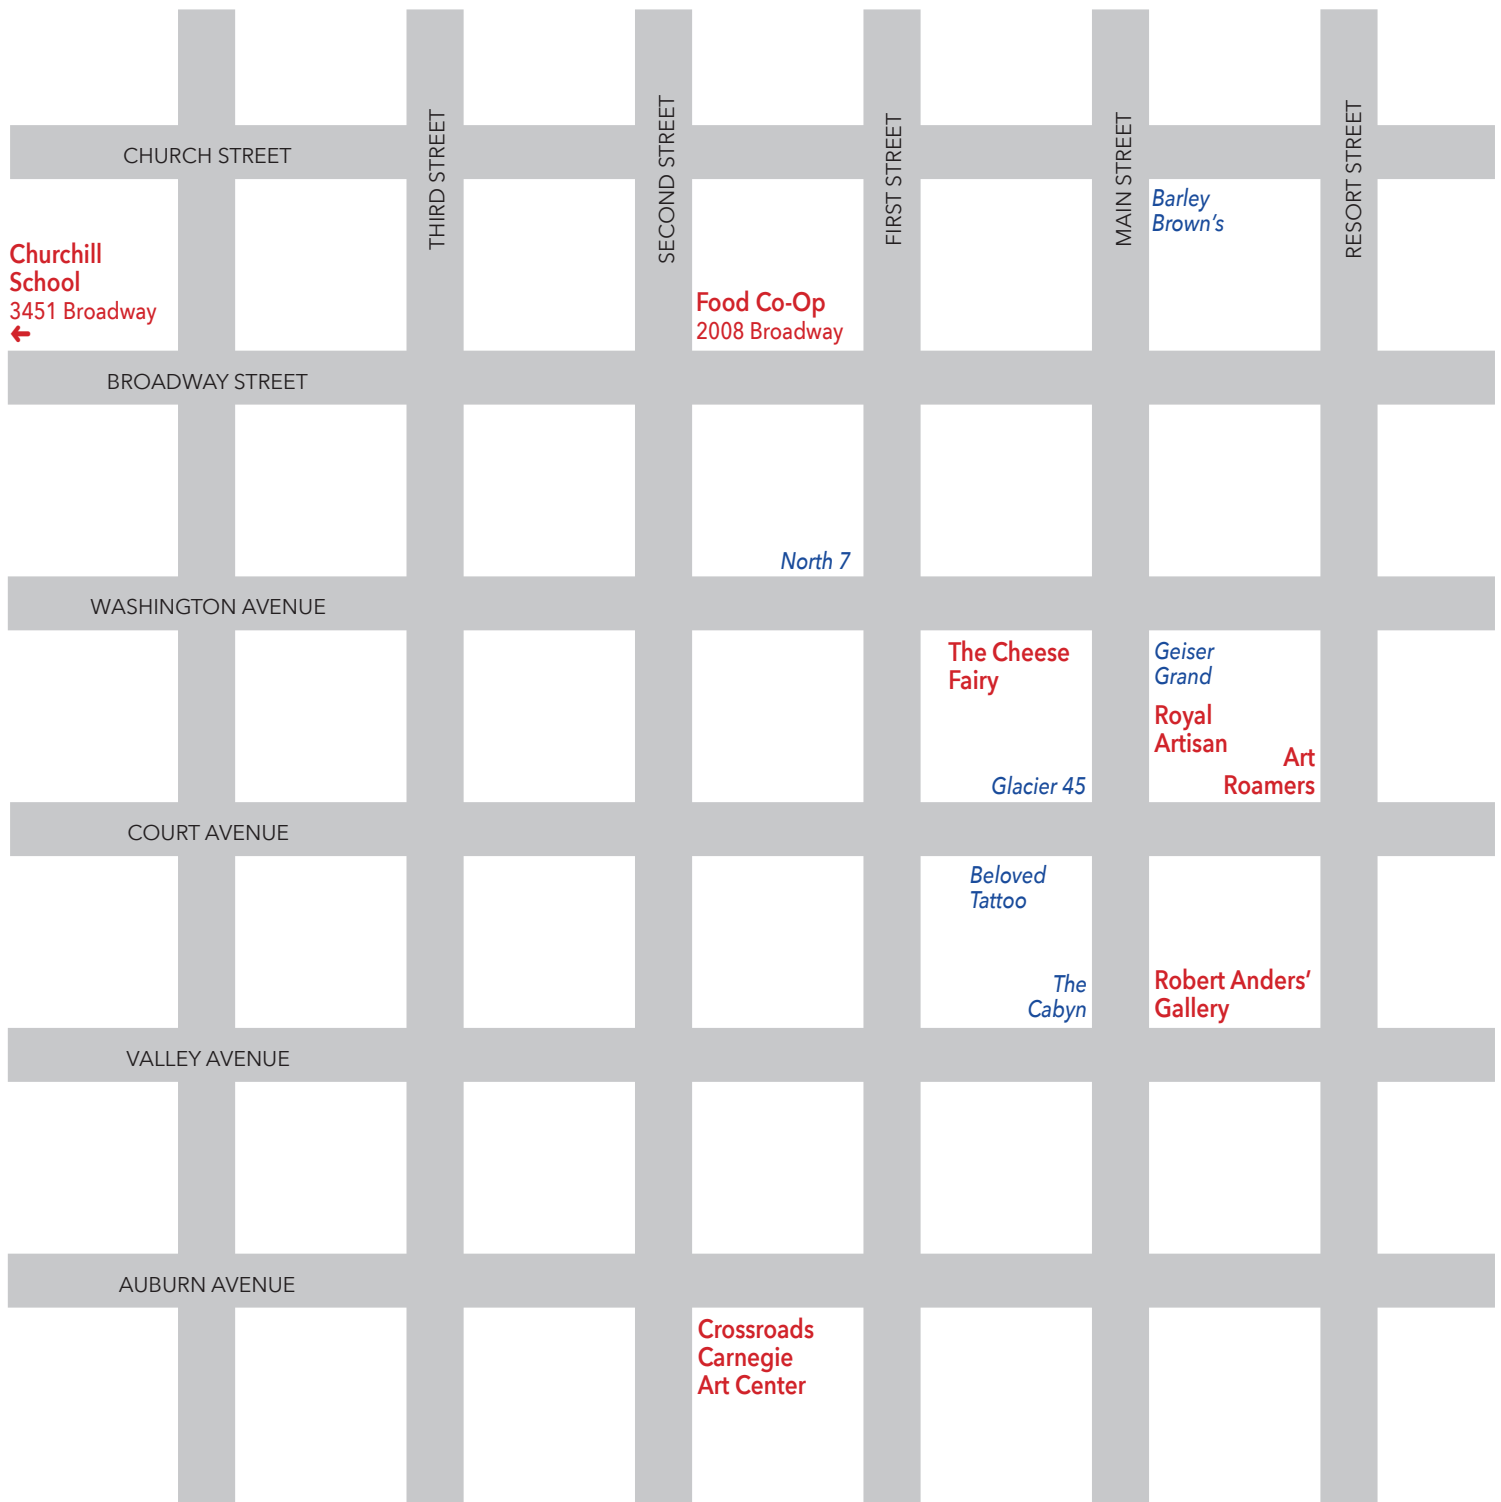 CHURCH STREET
THIRD STREET
SECOND STREET
FIRST STREET
MAIN STREET
RESORT STREET
Barley
Brown's
Churchill
School
3451 Broadway
←
Food Co-Op
2008 Broadway
BROADWAY STREET
North 7
WASHINGTON AVENUE
The Cheese
Fairy
Geiser
Grand
Royal
Artisan
Art
Roamers
Glacier 45
COURT AVENUE
Beloved
Tattoo
The
Cabyn
Robert Anders'
Gallery
VALLEY AVENUE
AUBURN AVENUE
Crossroads
Carnegie
Art Center